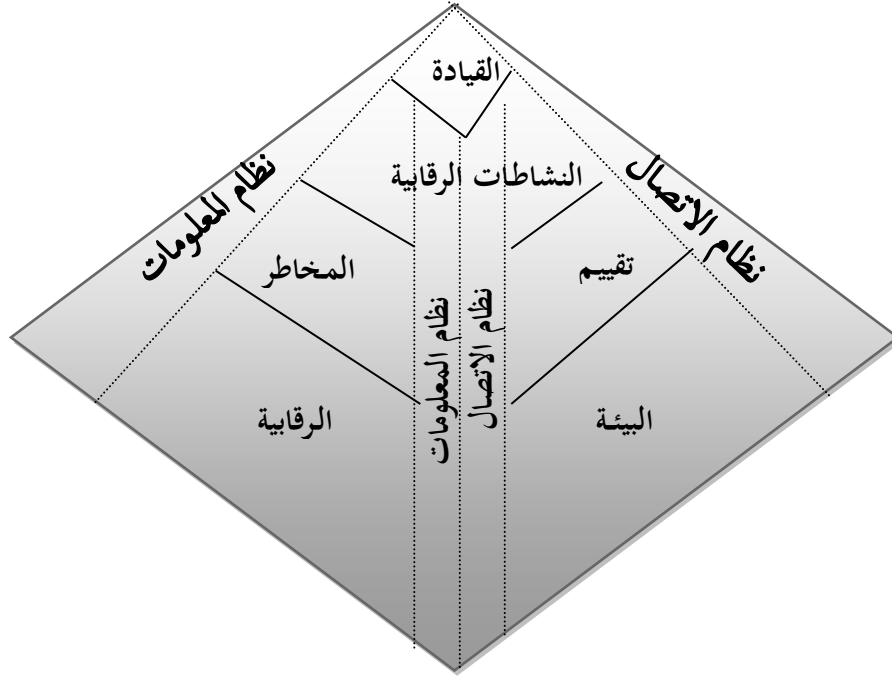 القيادة
النشاطات الرقابية
نظام الاتصال
نظام المعلومات
تقييم
المخاطر
نظام الاتصال
نظام المعلومات
البيئة
الرقابية